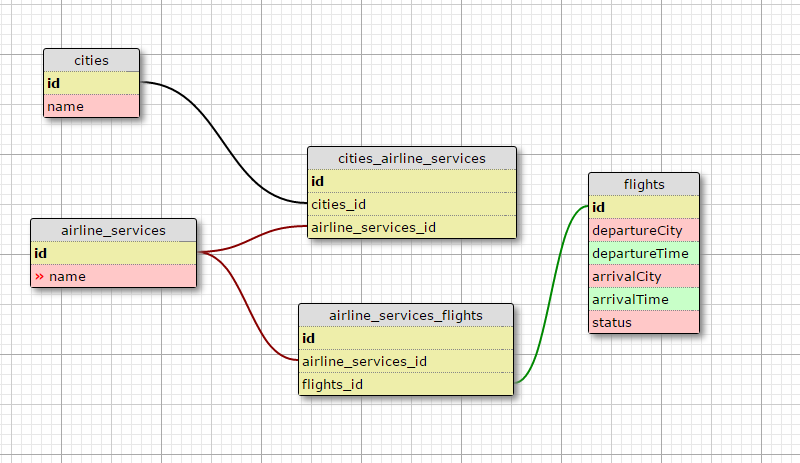 cities
id
name
airline_services
id
» name
cities_airline_services
id
cities_id
airline_services_id
airline_services_flights
id
airline_services_id
flights_id
flights
id
departureCity
departureTime
arrivalCity
arrivalTime
status